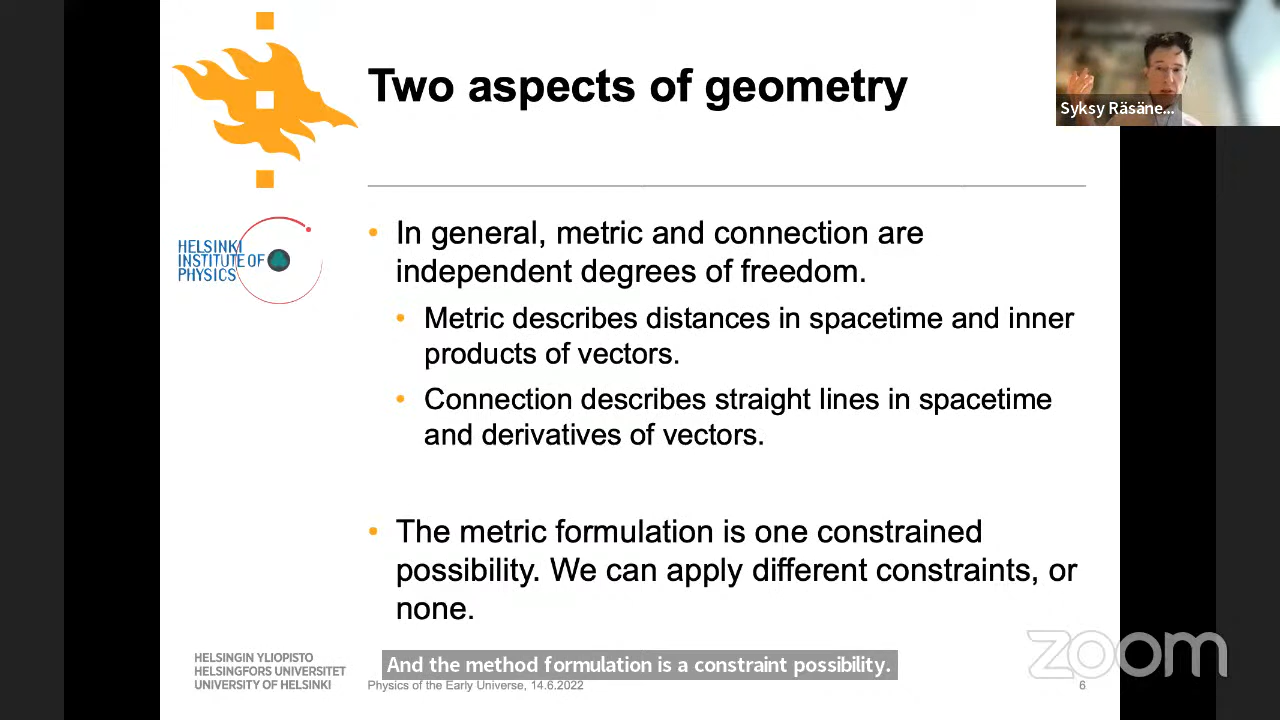 Two aspects of geometry
Syksy Räsäne...
HELSINKI
INSTITUTE OF
PHYSICS
• In general, metric and connection are
independent degrees of freedom.
• Metric describes distances in spacetime and inner
products of vectors.
• Connection describes straight lines in spacetime
and derivatives of vectors.
• The metric formulation is one constrained
possibility. We can apply different constraints, or
none.
HELSINGIN YLIOPISTO
HELSINGFORS UNIVERSITET
UNIVERSITY OF HELSINKI
And the method formulation is a constraint possibility.
Physics of the Early Universe, 14.6.2022
6
zoom